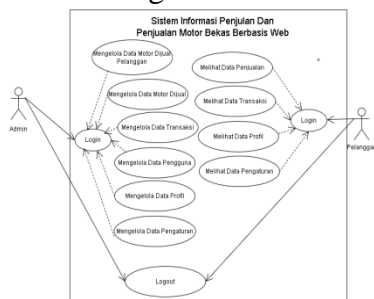 Sistem Informasi Penjulan Dan
Penjualan Motor Bekas Berbasis Web
Mengelola Data Motor Dijual
Pelanggan
Mengelola Data Motor Dijual
Mengelola Data Transaksi
Mengelola Data Pengguna
Mengelola Data Profil
Mengelola Data Pengaturan
Login
Admin
Melihat Data Penjualan
Melihat Data Transaksi
Melihat Data Profil
Melihat Data Pengaturan
Login
Pelangga
Logout